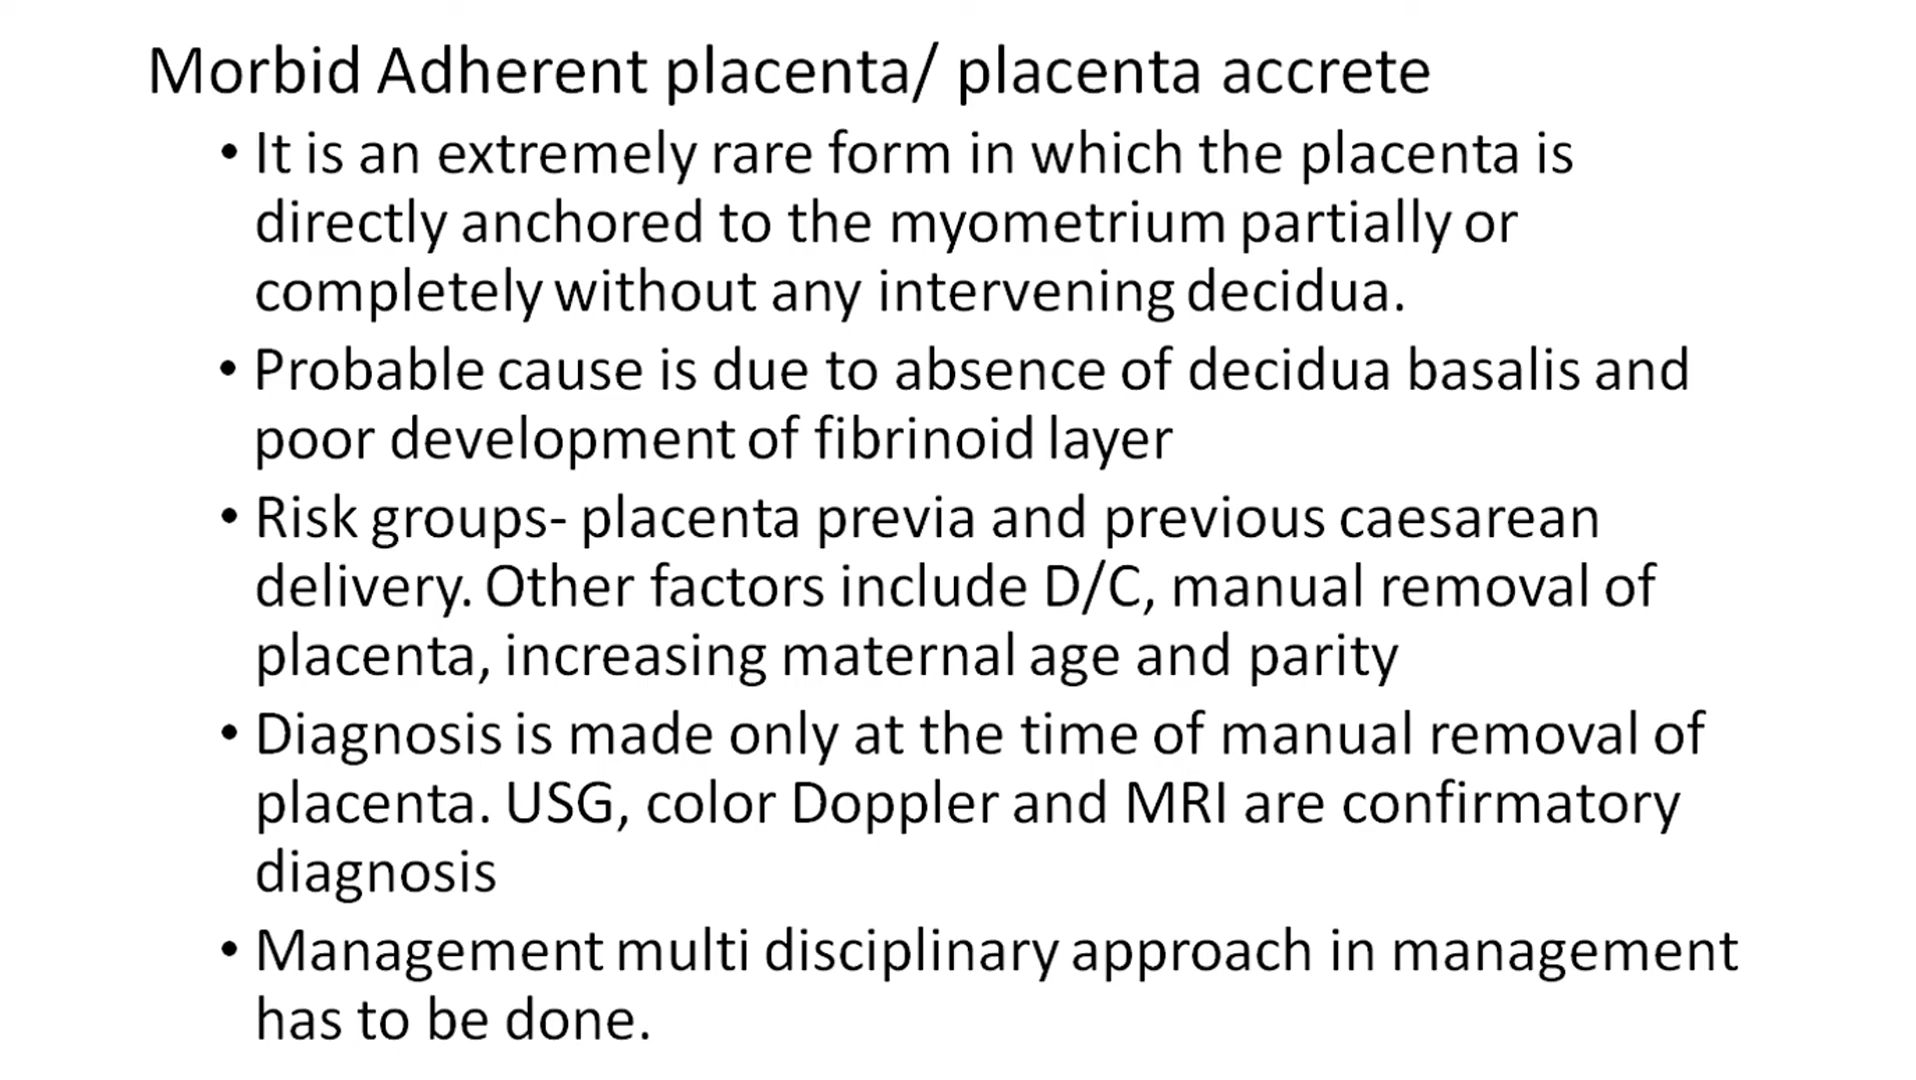 Morbid Adherent placenta/ placenta accrete
• It is an extremely rare form in which the placenta is
directly anchored to the myometrium partially or
completely without any intervening decidua.
• Probable cause is due to absence of decidua basalis and
poor development of fibrinoid layer
• Risk groups- placenta previa and previous caesarean
delivery. Other factors include D/C, manual removal of
placenta, increasing maternal age and parity
• Diagnosis is made only at the time of manual removal of
placenta. USG, color Doppler and MRI are confirmatory
diagnosis
• Management multi disciplinary approach in management
has to be done.